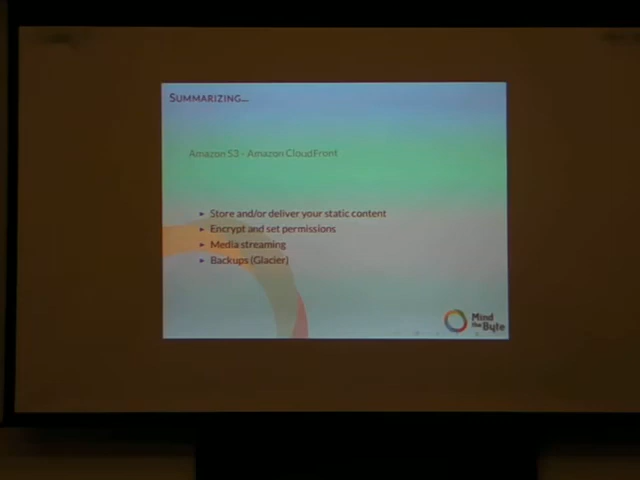 SUMMARIZING...
Amazon S3 - Amazon CloudFront
► Store and/or deliver your static content
► Encrypt and set permissions
► Media streaming
► Backups (Glacier)
Mind
the Byte